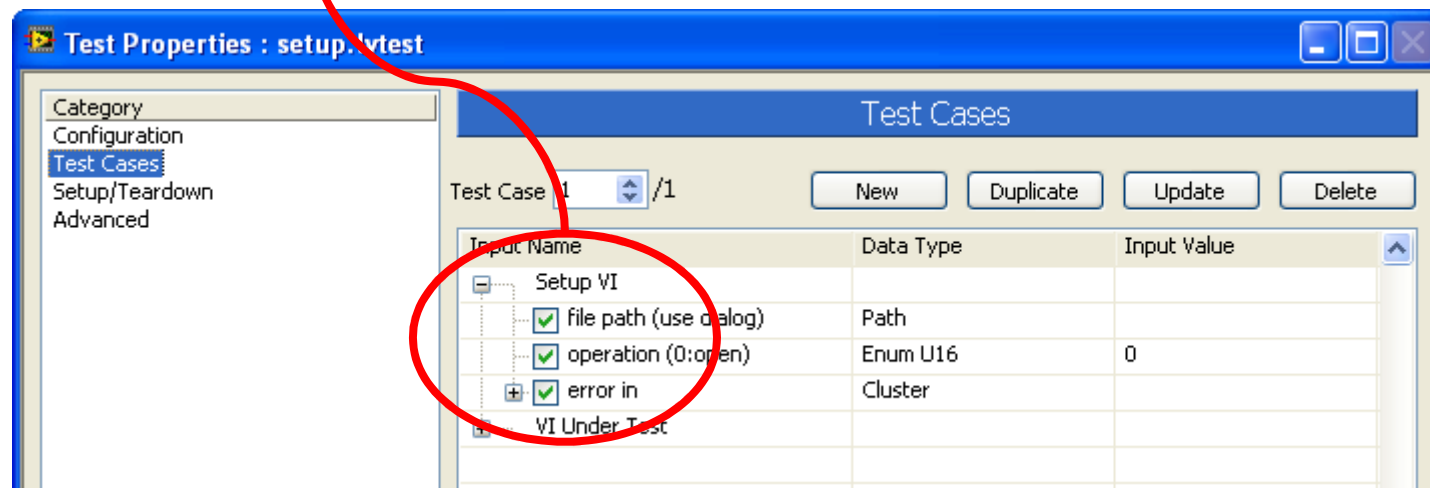 Test Properties : setup.lvtest
Category
Configuration
Test Cases
Setup/Teardown
Advanced
Test Cases
Test Case 1 /1 New Duplicate Update Delete
Input Name Data Type Input Value
Setup VI
file path (use dialog) Path
operation (0:open) Enum U16 0
error in Cluster
VI Under Test